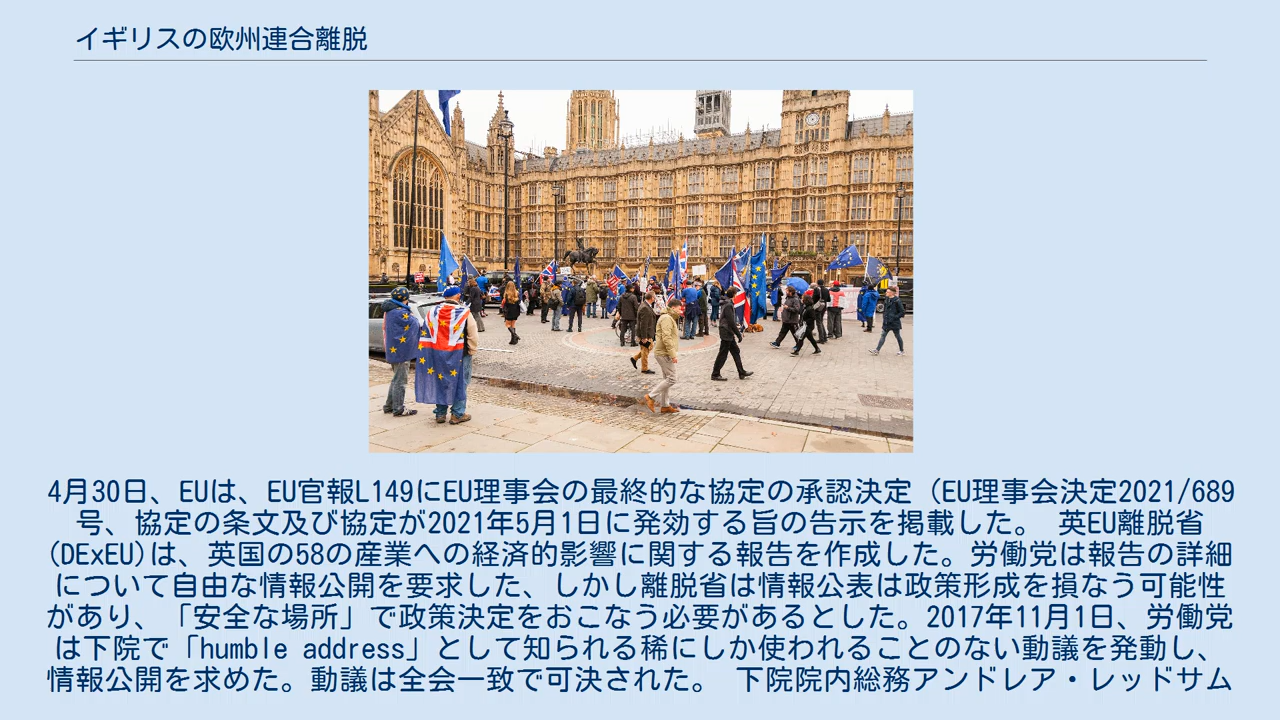 イギリスの欧州連合離脱
4月30日、EUは、EU官報L149にEU理事会の最終的な協定の承認決定（EU理事会決定2021/689
号、協定の条文及び協定が2021年5月1日に発効する旨の告示を掲載した。 英EU離脱省
(DExEU)は、英国の58の産業への経済的影響に関する報告を作成した。労働党は報告の詳細
について自由な情報公開を要求した、しかし離脱省は情報公表は政策形成を損なう可能性
があり、「安全な場所」で政策決定をおこなう必要があるとした。2017年11月1日、労働党
は下院で「humble address」として知られる稀にしか使われることのない動議を発動し、
情報公開を求めた。動議は全会一致で可決された。 下院院内総務アンドレア・レッドサム